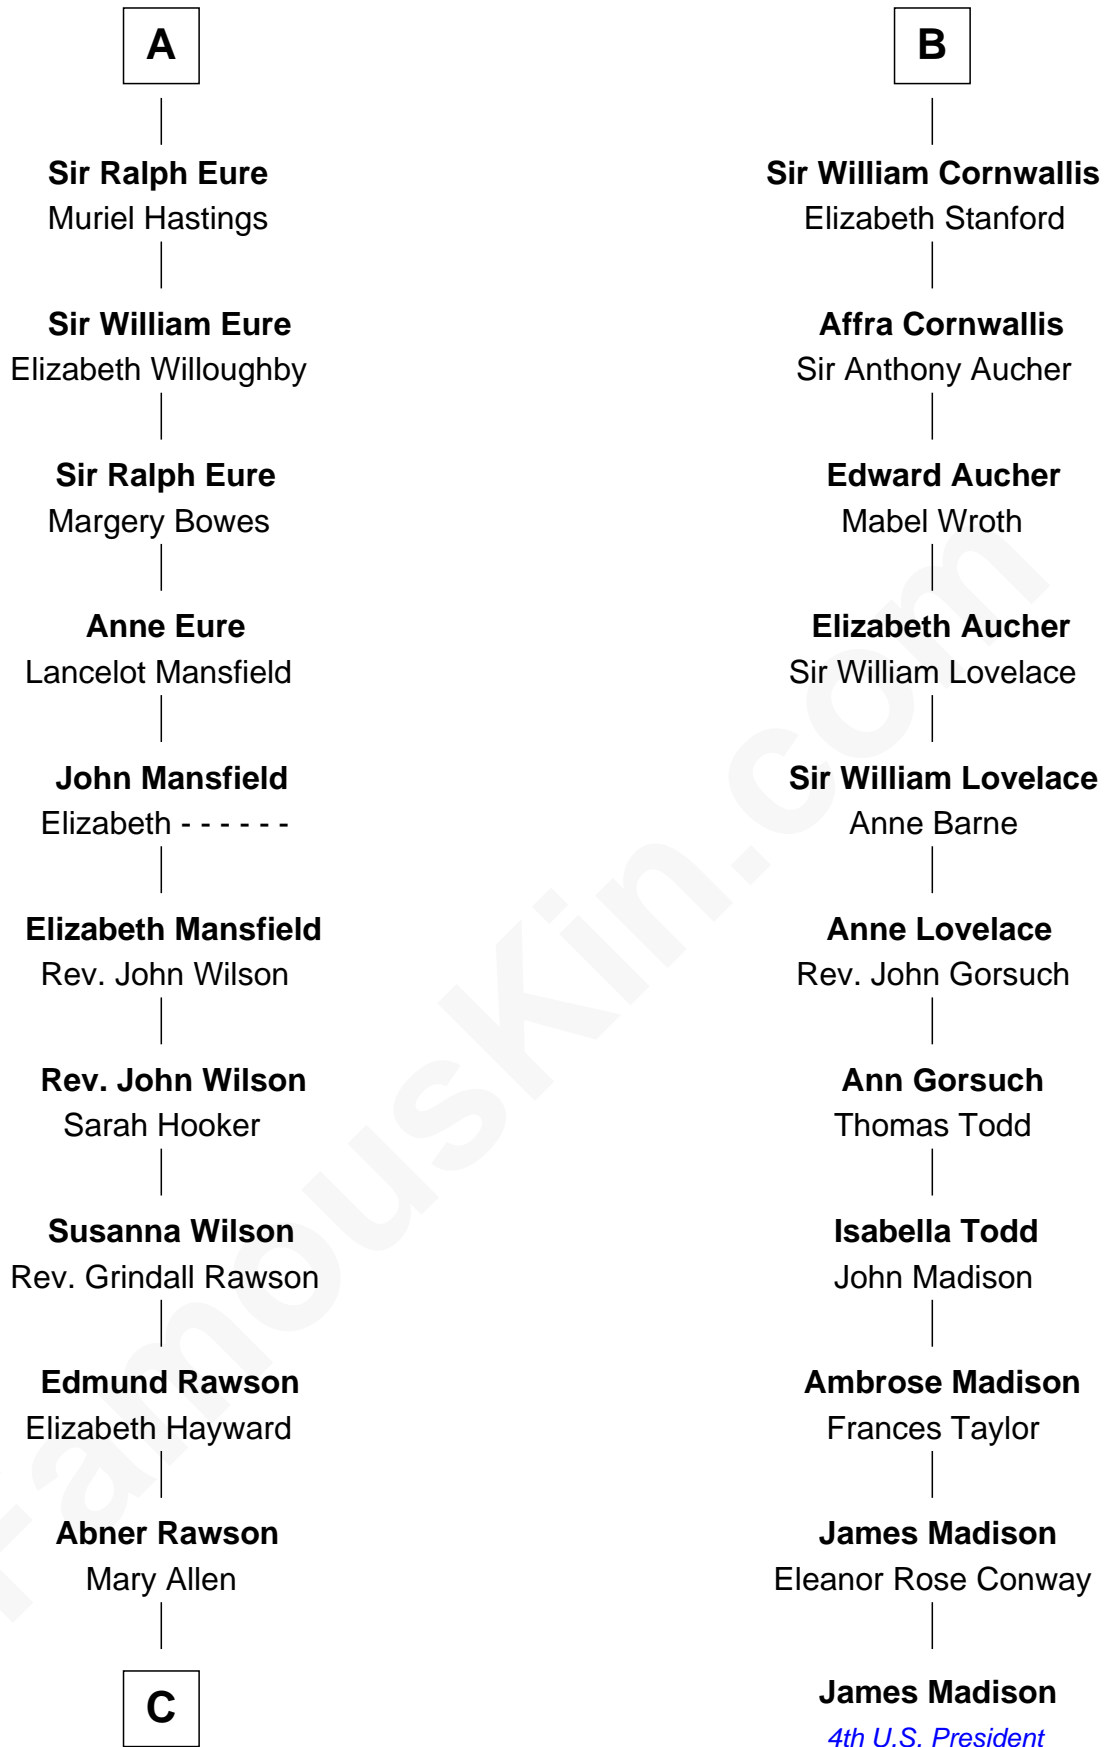 A
Sir Ralph Eure
Muriel Hastings
Sir William Eure
Elizabeth Willoughby
Sir Ralph Eure
Margery Bowes
Anne Eure
Lancelot Mansfield
John Mansfield
Elizabeth - - - - - -
Elizabeth Mansfield
Rev. John Wilson
Rev. John Wilson
Sarah Hooker
Susanna Wilson
Rev. Grindall Rawson
Edmund Rawson
Elizabeth Hayward
Abner Rawson
Mary Allen
C
B
Sir William Cornwallis
Elizabeth Stanford
Affra Cornwallis
Sir Anthony Aucher
Edward Aucher
Mabel Wroth
Elizabeth Aucher
Sir William Lovelace
Sir William Lovelace
Anne Barne
Anne Lovelace
Rev. John Gorsuch
Ann Gorsuch
Thomas Todd
Isabella Todd
John Madison
Ambrose Madison
Frances Taylor
James Madison
Eleanor Rose Conway
James Madison
4th U.S. President
FamousKin.com